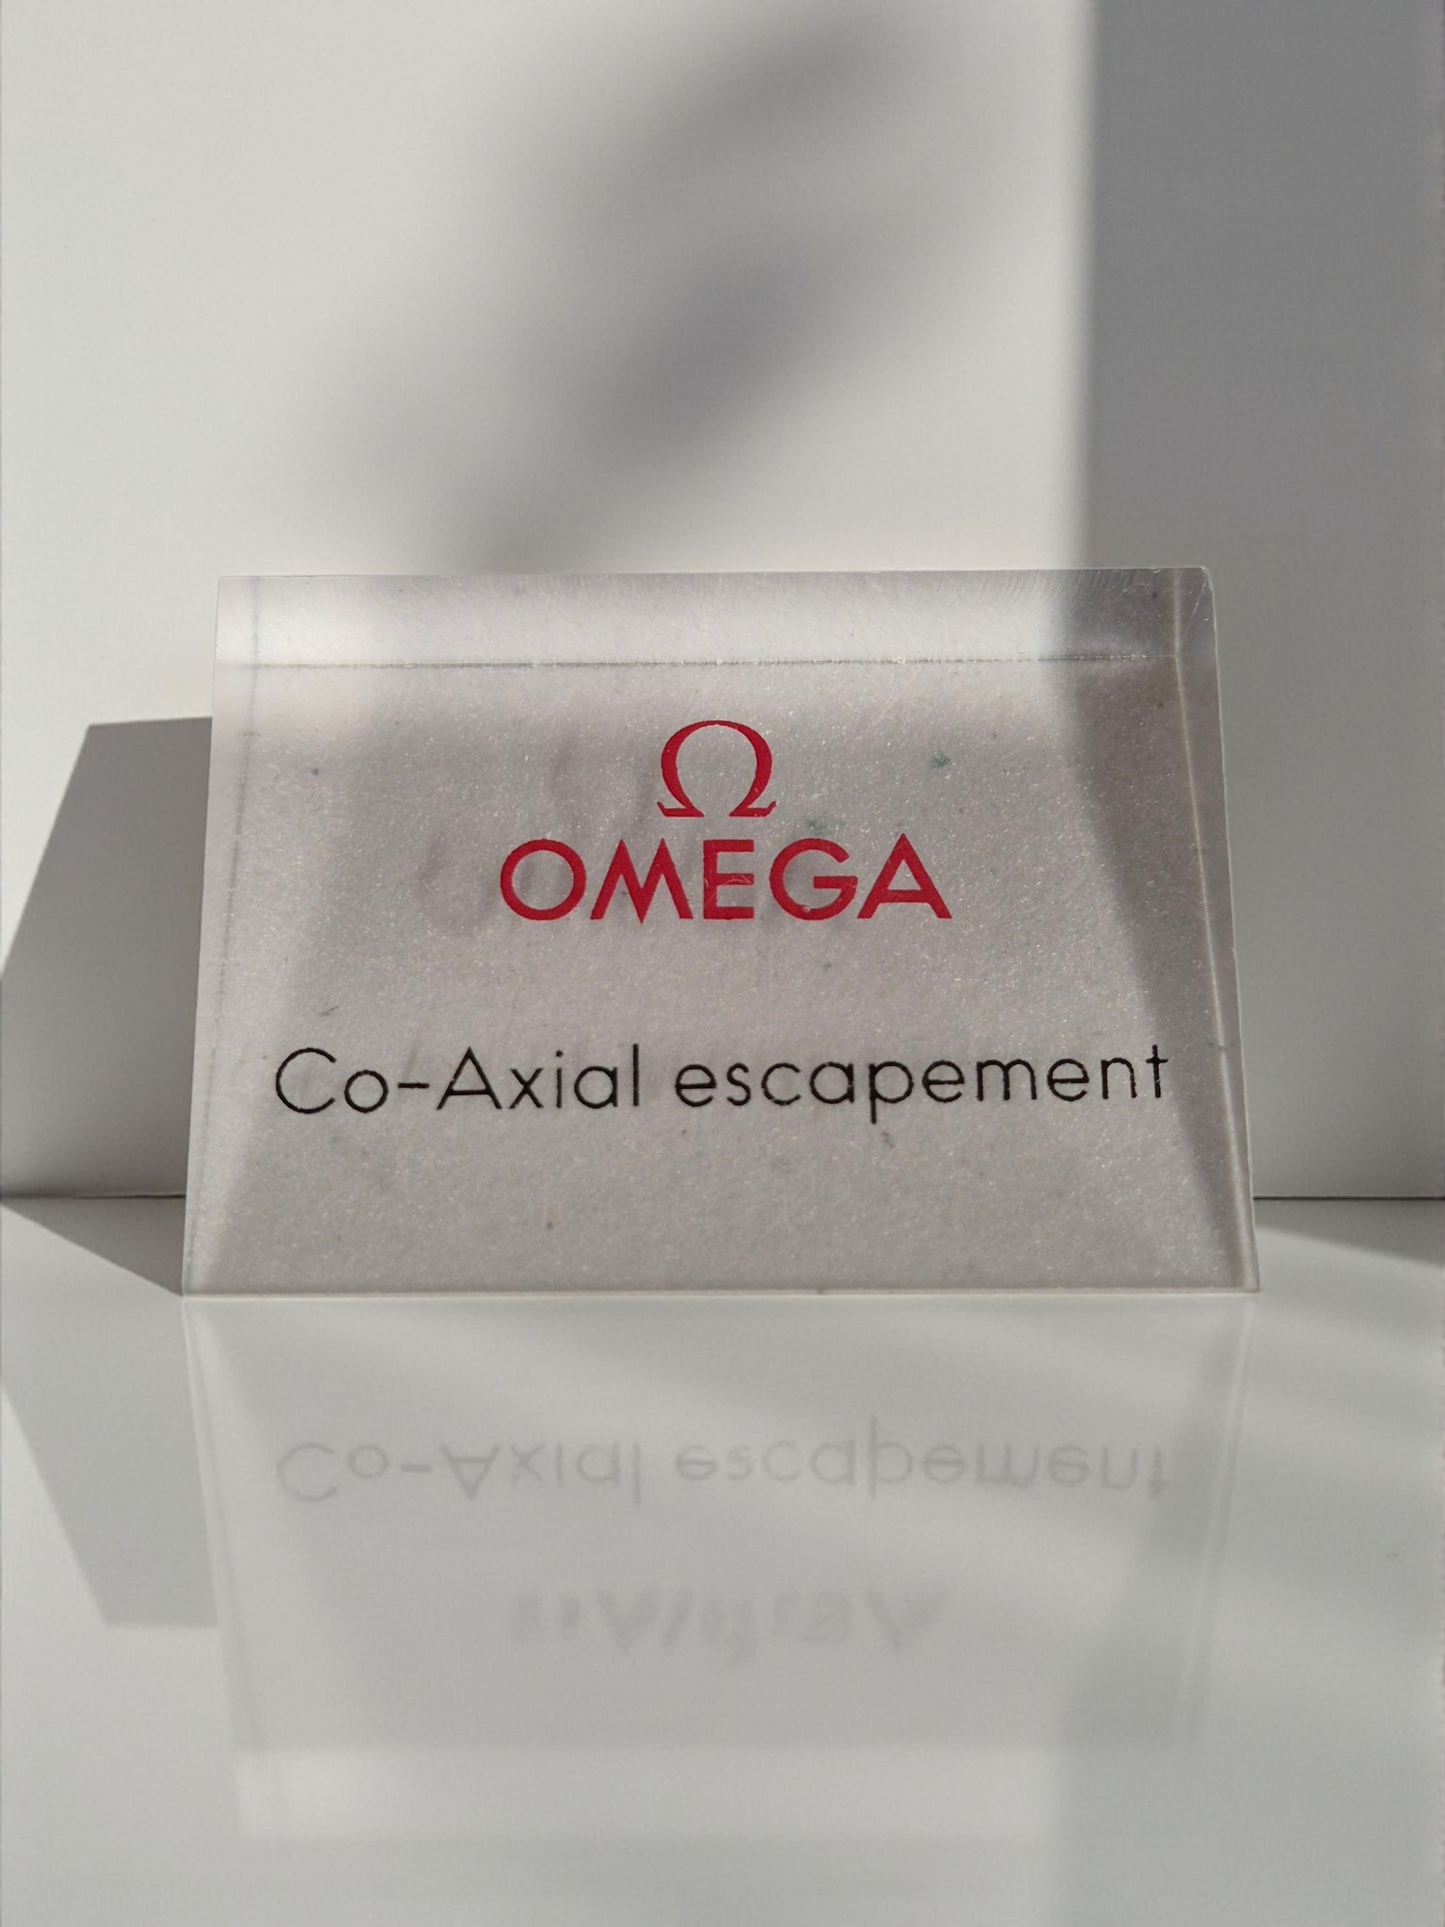 Ω
OMEGA
Co-Axial escapement